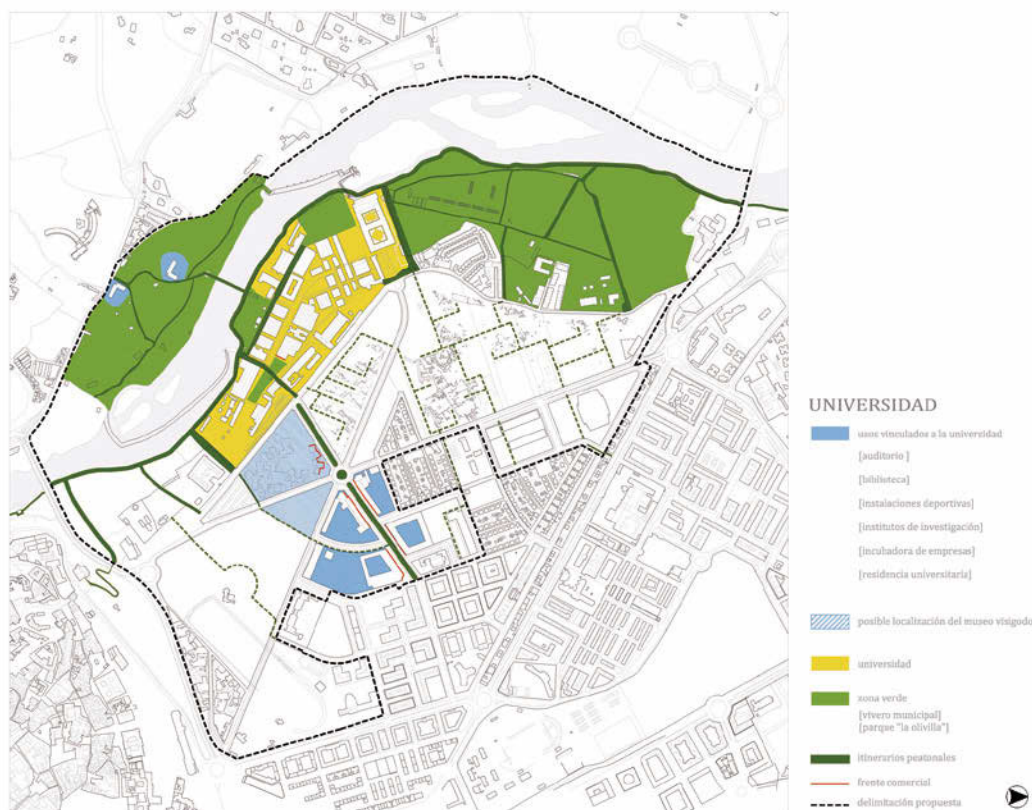 UNIVERSIDAD
usos vinculados a la universidad
[auditorio ]
[biblioteca]
[instalaciones deportivas]
[institutos de investigación]
[incubadora de empresas]
[residencia universitaria]
posible localización del museo visigodo
universidad
zona verde
[vivero municipal]
[parque "la olivilla"]
itinerarios peatonales
frente comercial
delimitación propuesta